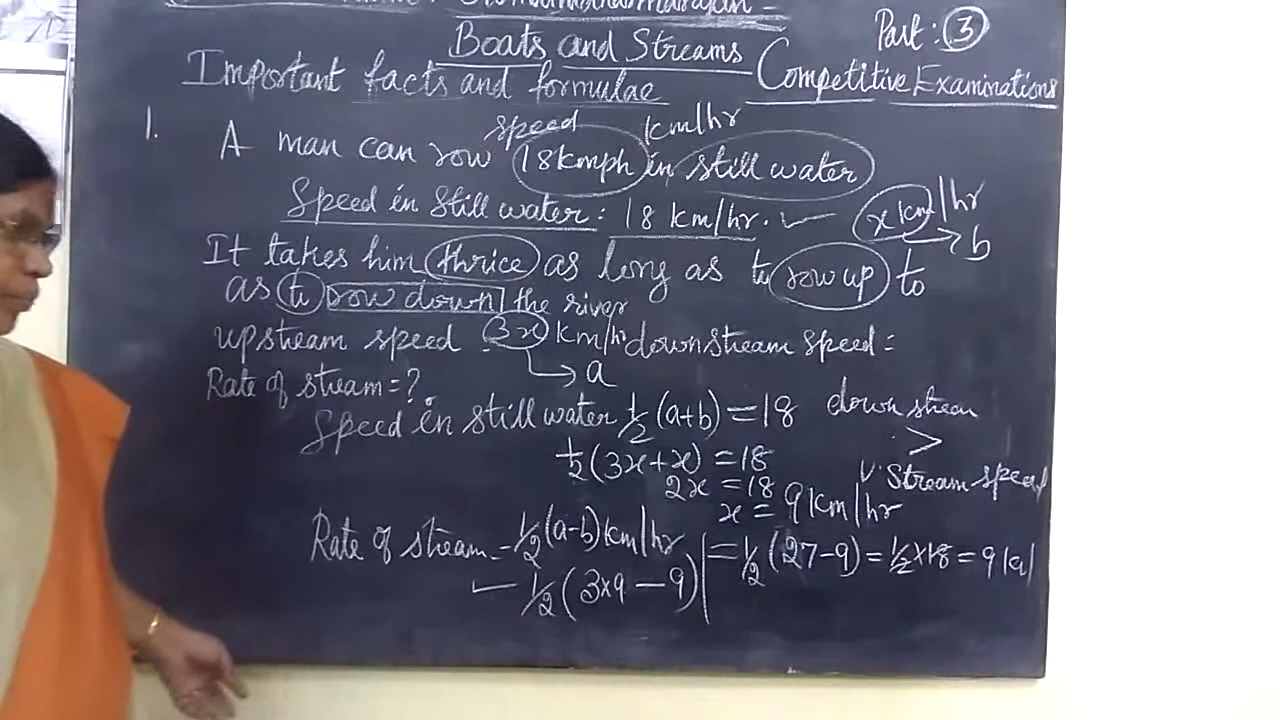 Boats and Streams
Part: 3
Important facts and formulae
Competitive Examinations
speed km/hr
1. A man can row 18kmph in still water
Speed in still water: 18 km/hr. x km/hr
b
It takes him thrice as long as to row up to
as to row down the river
upstream speed 3x km/hr downstream speed =
a
Rate of stream = ?
Speed in still water ½ (a+b) = 18 down stream
>
½ (3x+x) = 18
U. Stream speed
2x = 18
x = 9 km/hr
Rate of stream = ½ (a-b) km/hr = ½ (27-9) = ½ x 18 = 9 km
½ (3x9 - 9)